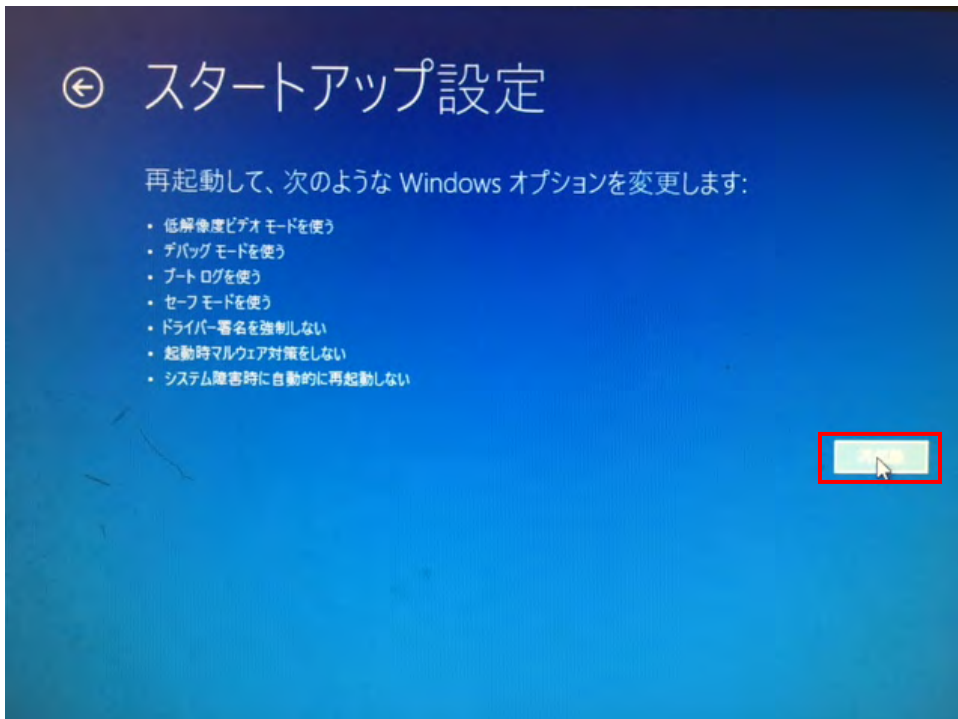 スタートアップ設定
再起動して、次のような Windows オプションを変更します:
• 低解像度ビデオ モードを使う
• デバッグ モードを使う
• ブート ログを使う
• セーフ モードを使う
• ドライバー署名を強制しない
• 起動時マルウェア対策をしない
• システム障害時に自動的に再起動しない